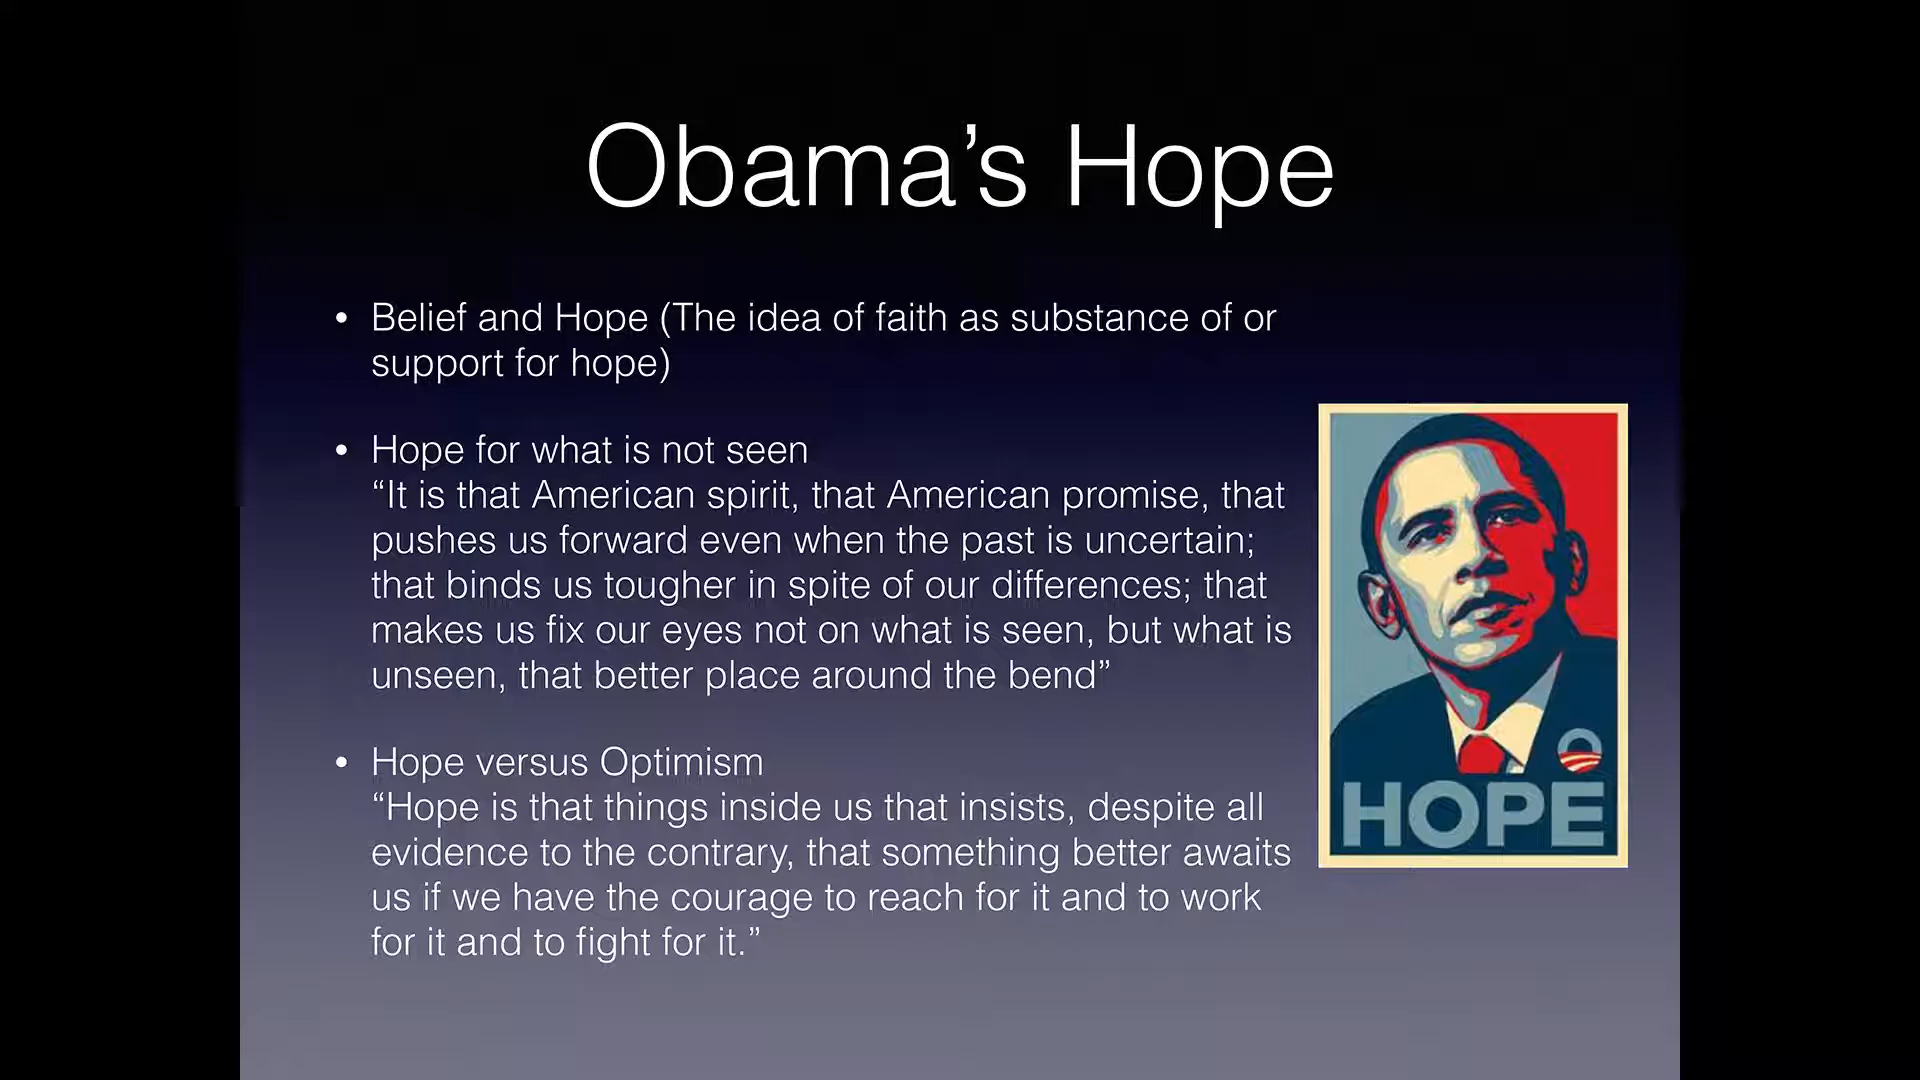 Obama’s Hope
• Belief and Hope (The idea of faith as substance of or
support for hope)
• Hope for what is not seen
“It is that American spirit, that American promise, that
pushes us forward even when the past is uncertain;
that binds us tougher in spite of our differences; that
makes us fix our eyes not on what is seen, but what is
unseen, that better place around the bend”
• Hope versus Optimism
“Hope is that things inside us that insists, despite all
evidence to the contrary, that something better awaits
us if we have the courage to reach for it and to work
for it and to fight for it.”
HOPE